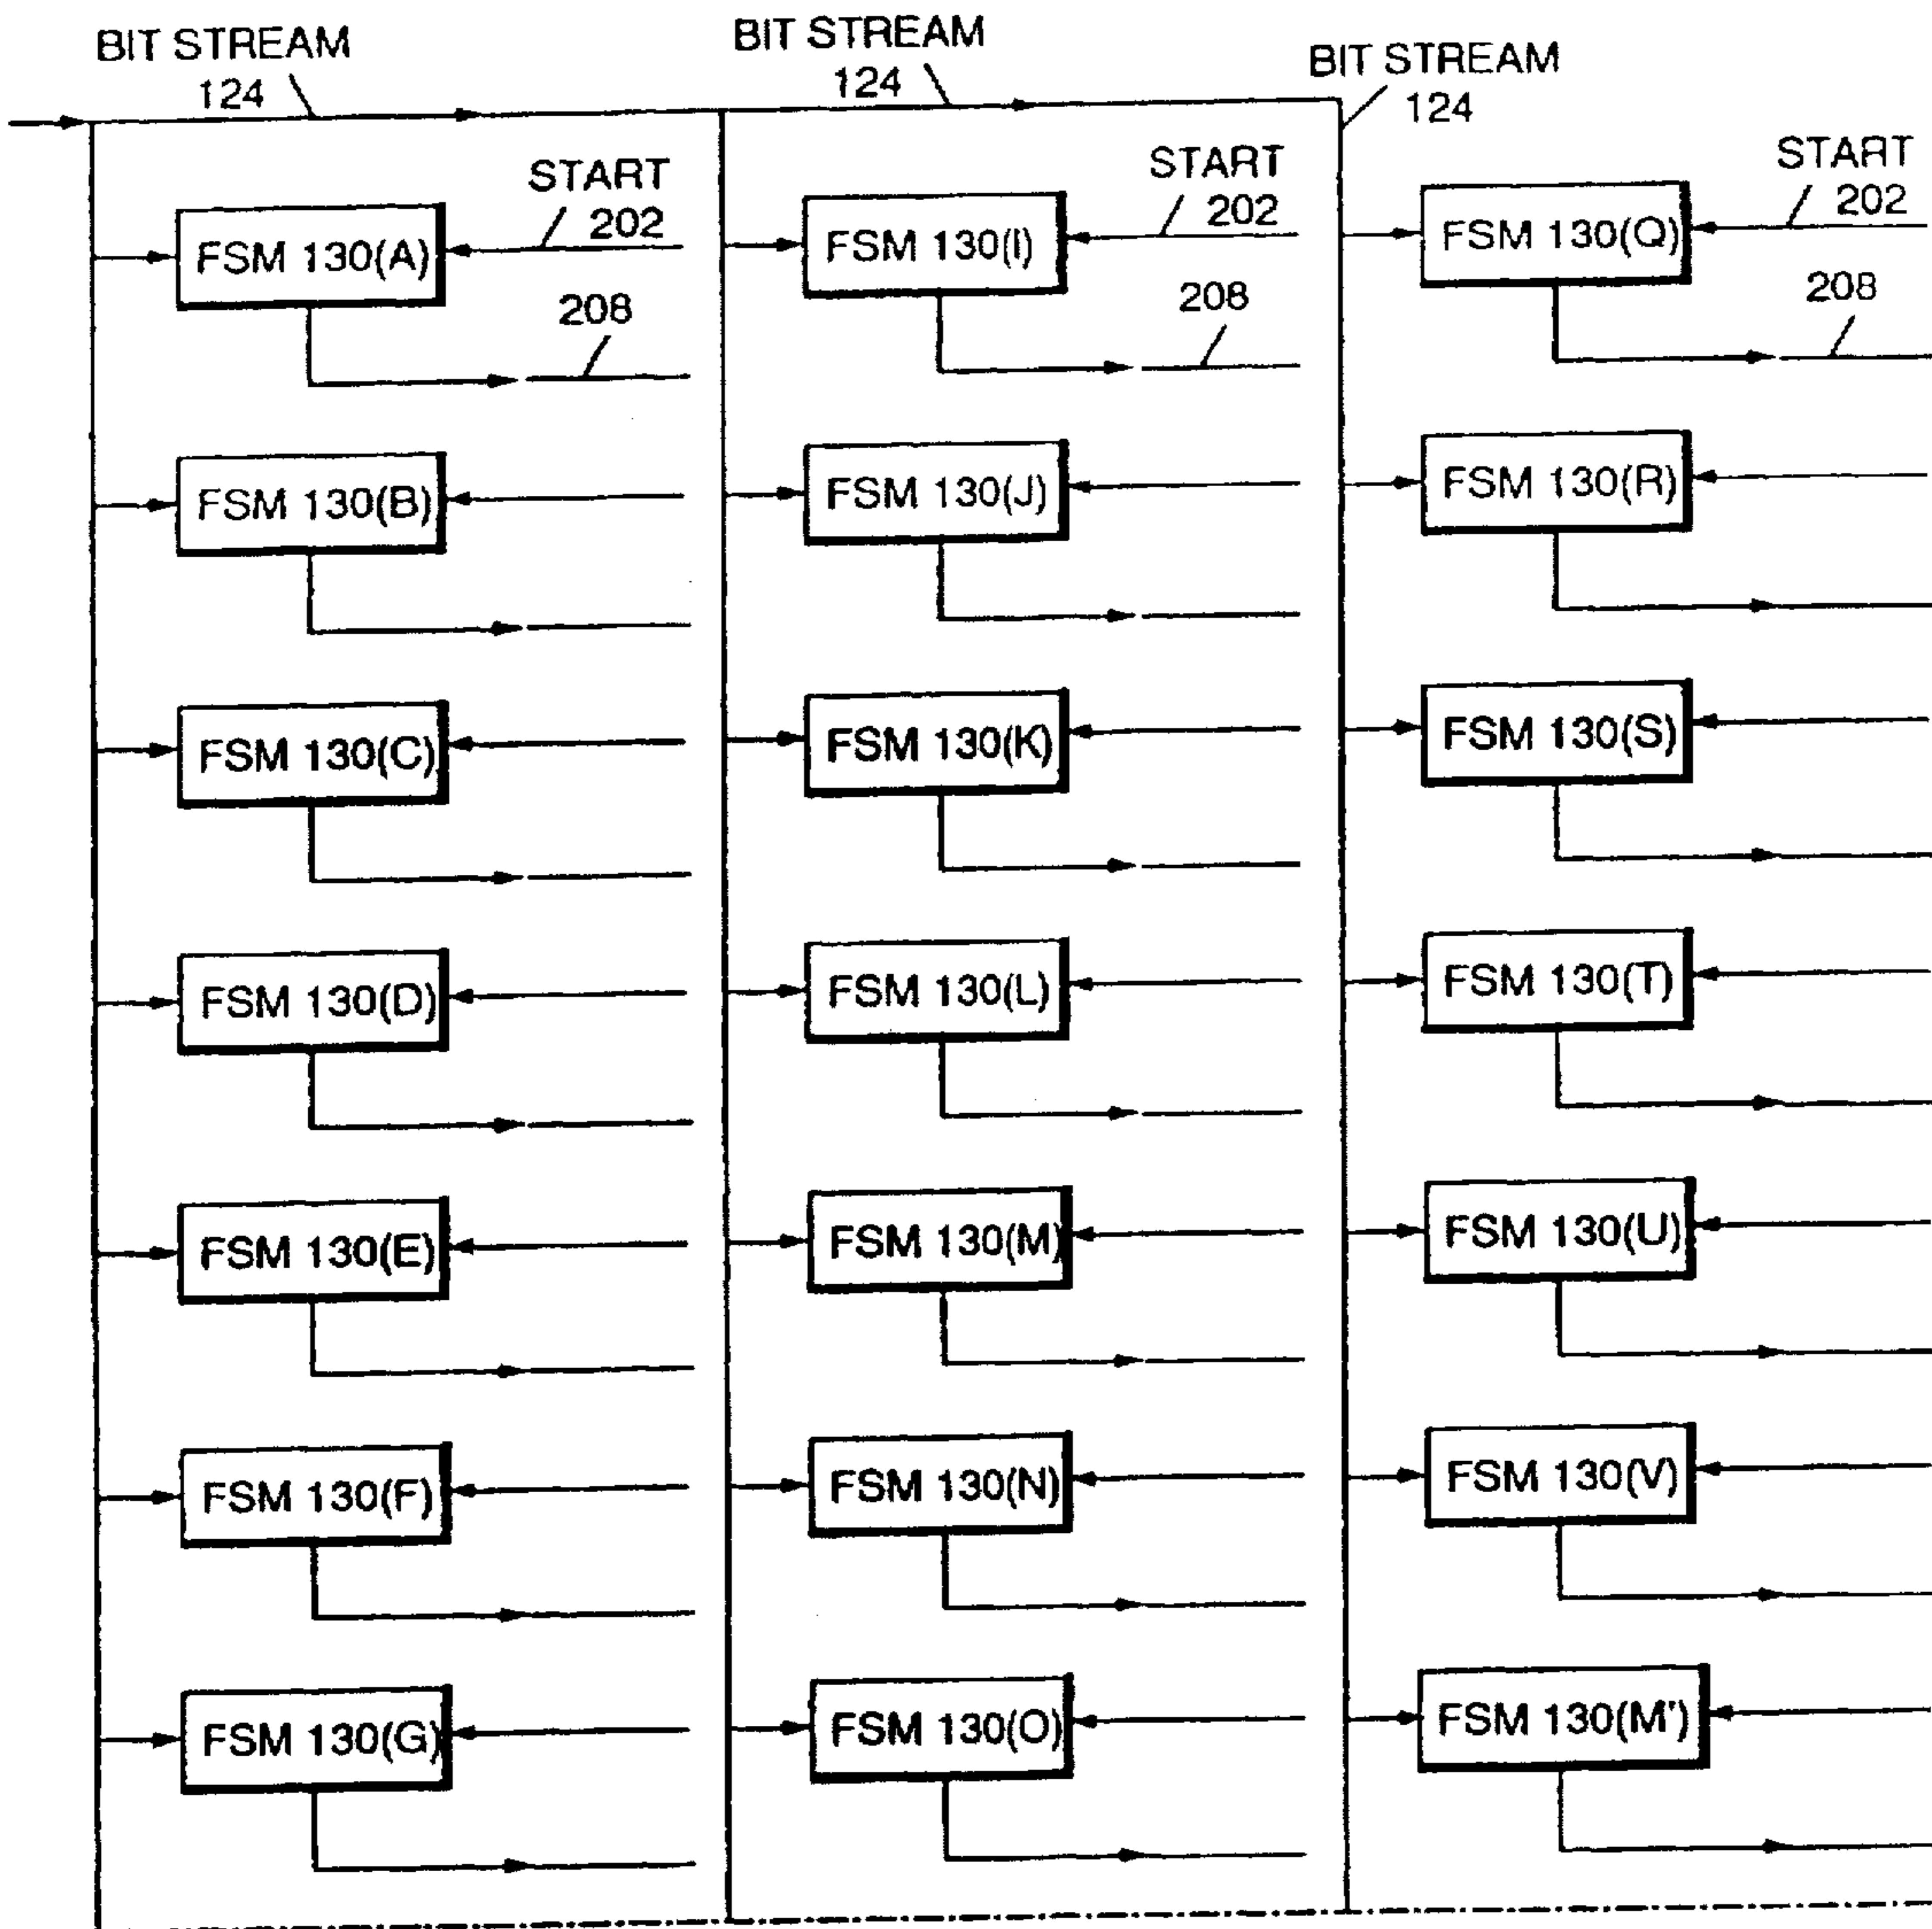 BIT STREAM
124
BIT STREAM
124
BIT STREAM
124
START
202
START
202
START
202
FSM 130(A)
FSM 130(I)
FSM 130(Q)
208
208
208
FSM 130(B)
FSM 130(J)
FSM 130(R)
FSM 130(C)
FSM 130(K)
FSM 130(S)
FSM 130(D)
FSM 130(L)
FSM 130(T)
FSM 130(E)
FSM 130(M)
FSM 130(U)
FSM 130(F)
FSM 130(N)
FSM 130(V)
FSM 130(G)
FSM 130(O)
FSM 130(M')